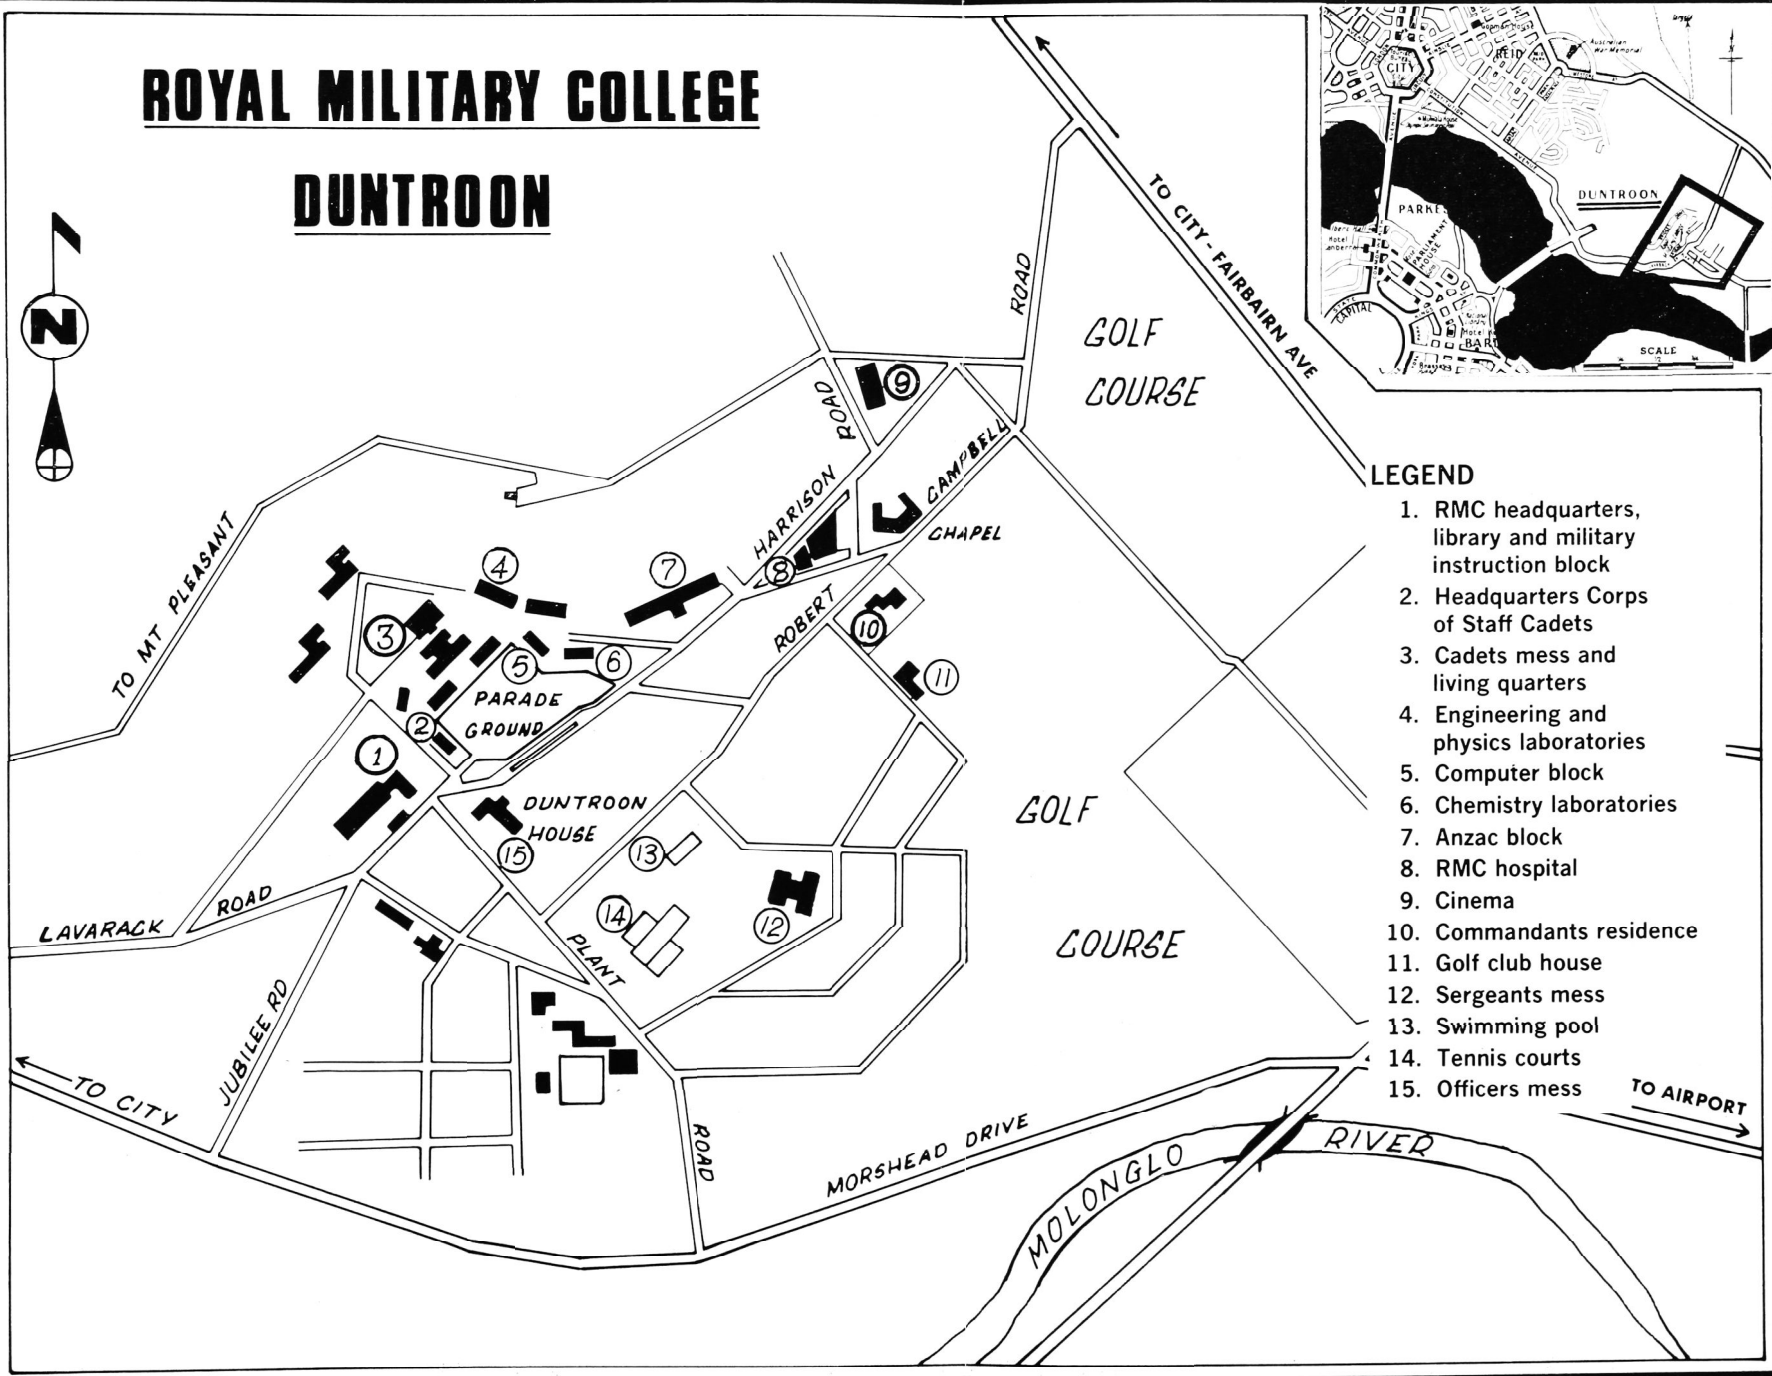 ROYAL MILITARY COLLEGE
DUNTROON
N
CITY
REID
Australian
War Memorial
DUNTROON
PARKES
PARLIAMENT
HOUSE
Hotel
STATE
CAPITAL
SCALE
TO CITY - FAIRBAIRN AVE
ROAD
GOLF
COURSE
9
ROAD
HARRISON
CAMPBELL
CHAPEL
8
ROBERT
TO MT PLEASANT
4
7
3
5
6
10
11
PARADE
GROUND
2
1
DUNTROON
HOUSE
15
13
14
12
GOLF
COURSE
LAVARACK
ROAD
PLANT
JUBILEE RD
TO CITY
ROAD
MORSHEAD DRIVE
MOLONGLO
RIVER
TO AIRPORT
LEGEND
1. RMC headquarters,
library and military
instruction block
2. Headquarters Corps
of Staff Cadets
3. Cadets mess and
living quarters
4. Engineering and
physics laboratories
5. Computer block
6. Chemistry laboratories
7. Anzac block
8. RMC hospital
9. Cinema
10. Commandants residence
11. Golf club house
12. Sergeants mess
13. Swimming pool
14. Tennis courts
15. Officers mess